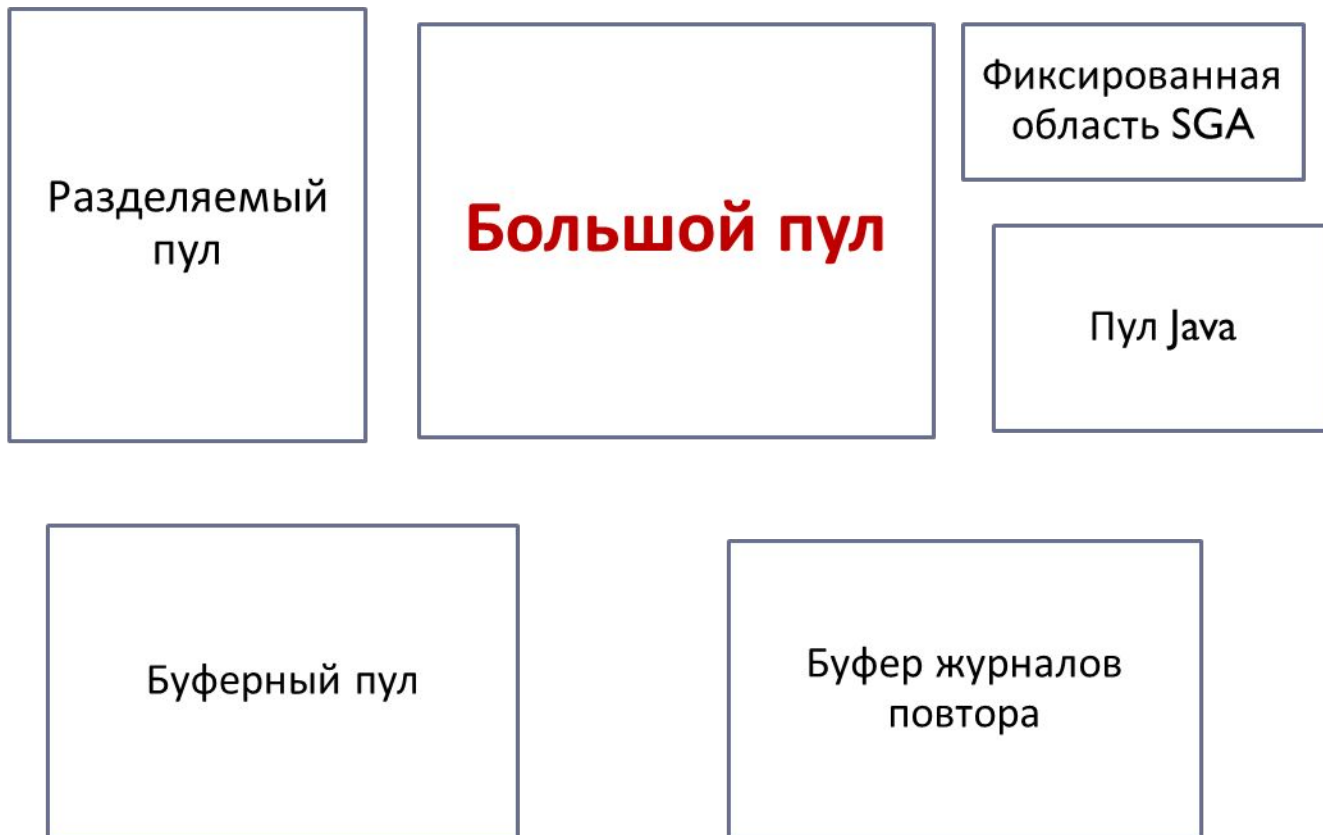 Разделяемый
пул
Большой пул
Фиксированная
область SGA
Пул Java
Буферный пул
Буфер журналов
повтора